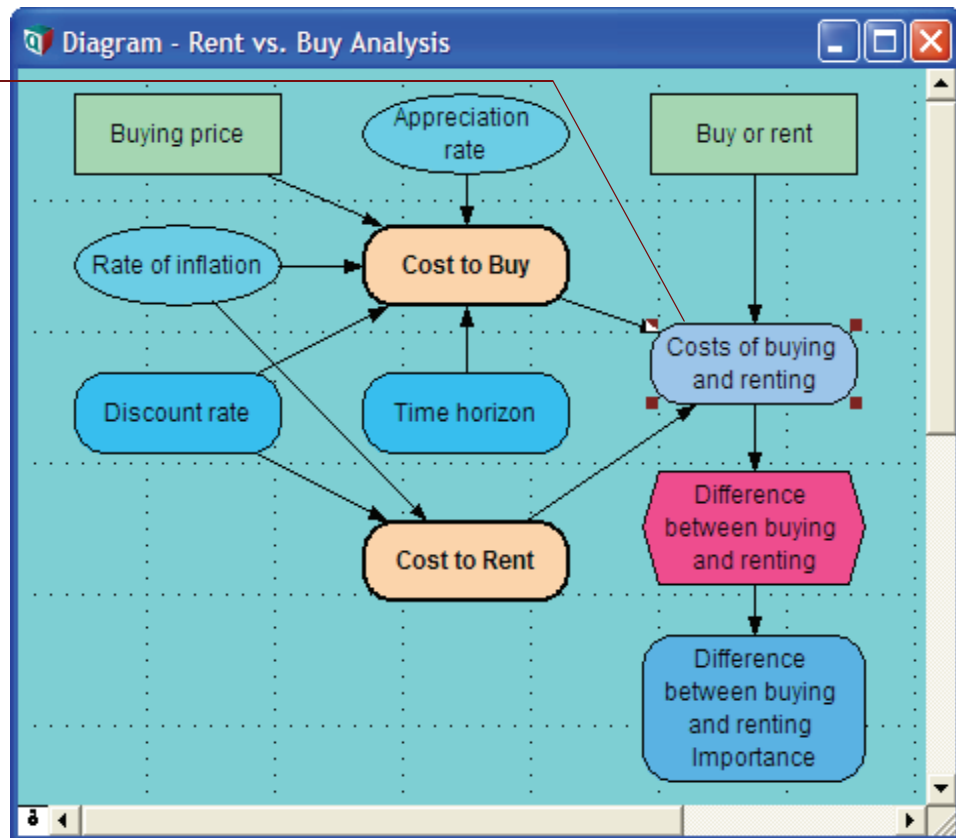 Diagram - Rent vs. Buy Analysis
Buying price
Appreciation
rate
Buy or rent
Rate of inflation
Cost to Buy
Costs of buying
and renting
Discount rate
Time horizon
Difference
between buying
and renting
Cost to Rent
Difference
between buying
and renting
Importance